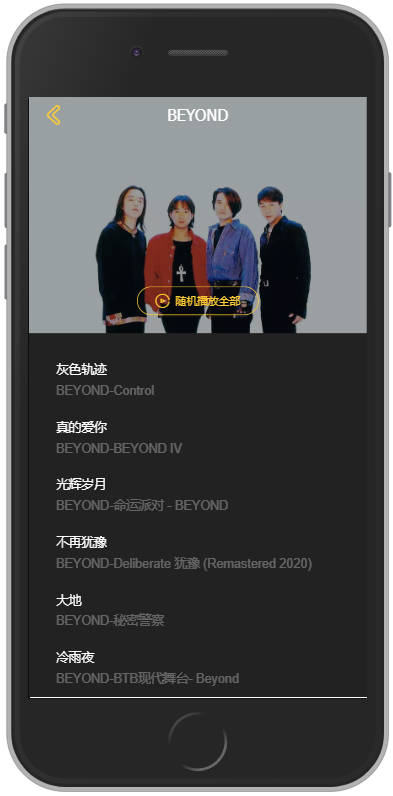 BEYOND
随机播放全部
灰色轨迹
BEYOND-Control
真的爱你
BEYOND-BEYOND IV
光辉岁月
BEYOND-命运派对 - BEYOND
不再犹豫
BEYOND-Deliberate 犹豫 (Remastered 2020)
大地
BEYOND-秘密警察
冷雨夜
BEYOND-BTB现代舞台- Beyond